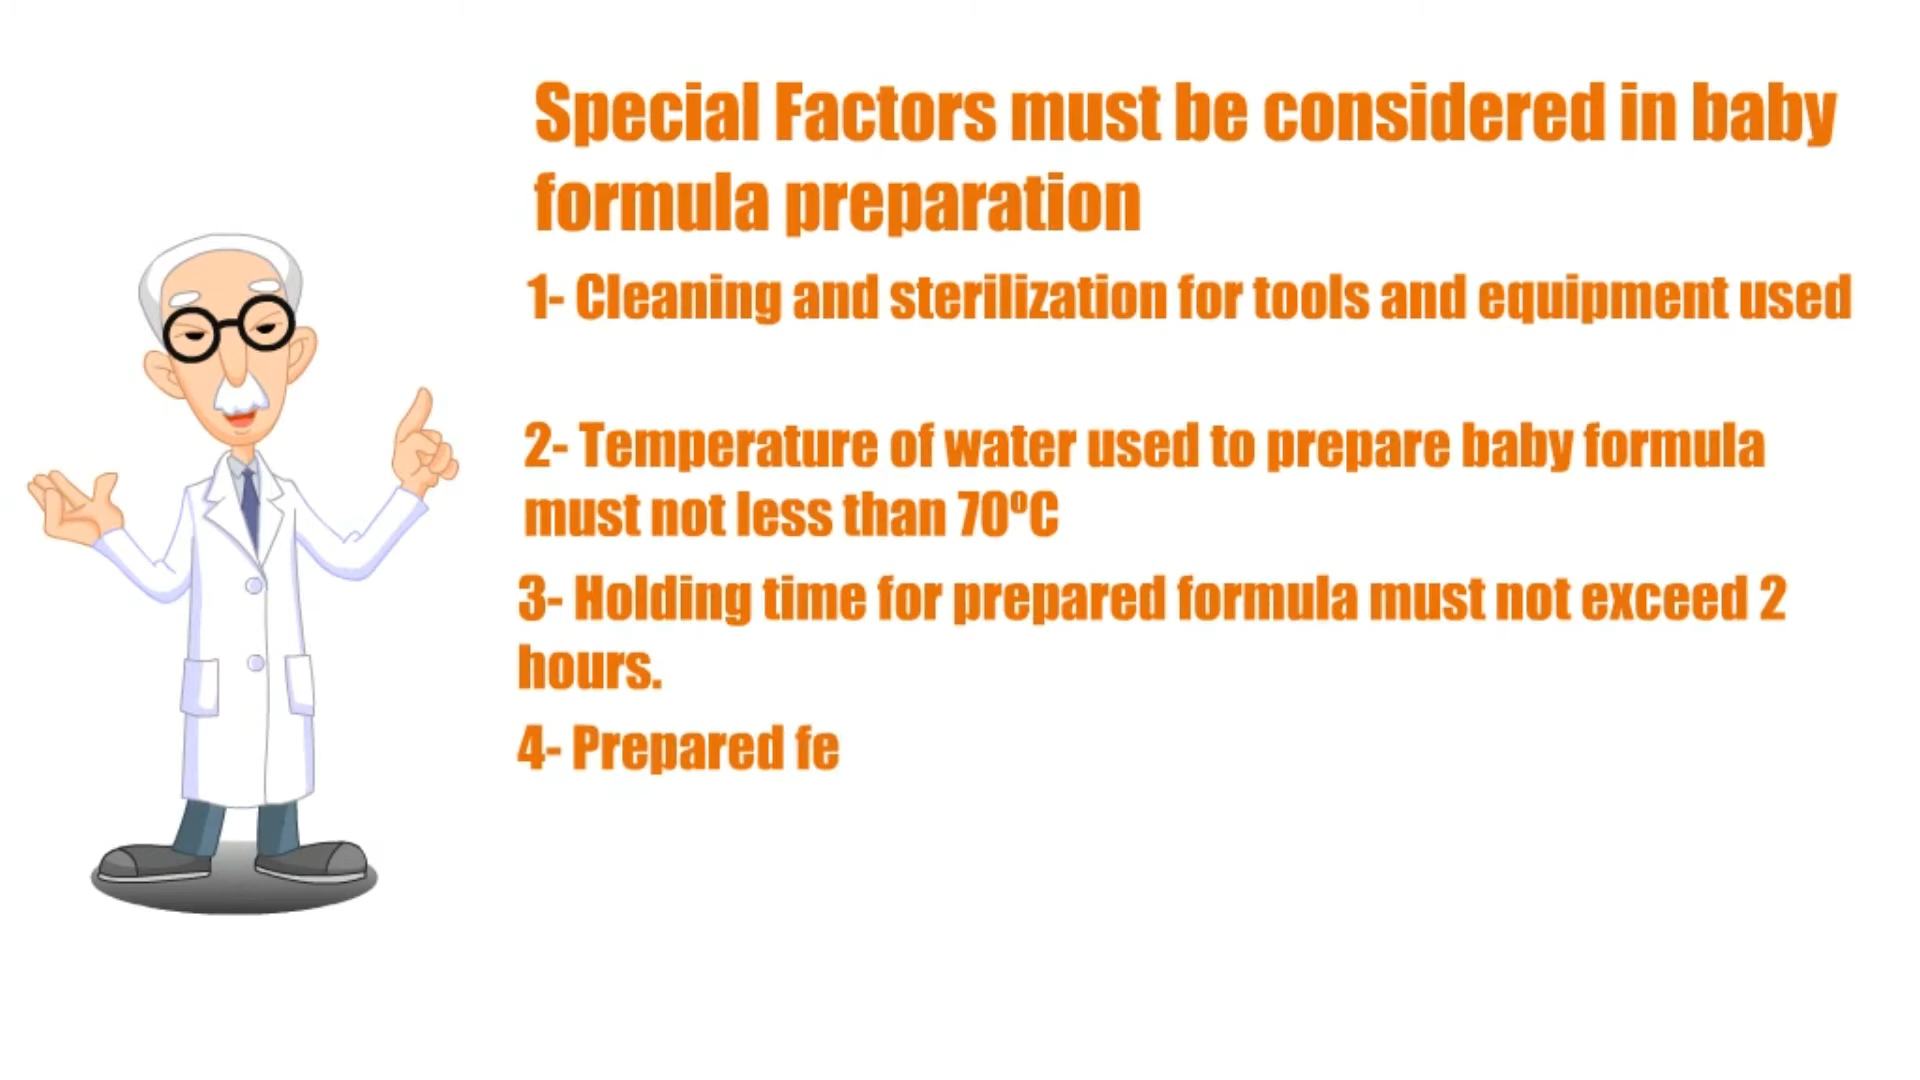 Special Factors must be considered in baby
formula preparation
1- Cleaning and sterilization for tools and equipment used
2- Temperature of water used to prepare baby formula
must not less than 70ºC
3- Holding time for prepared formula must not exceed 2
hours.
4- Prepared fe